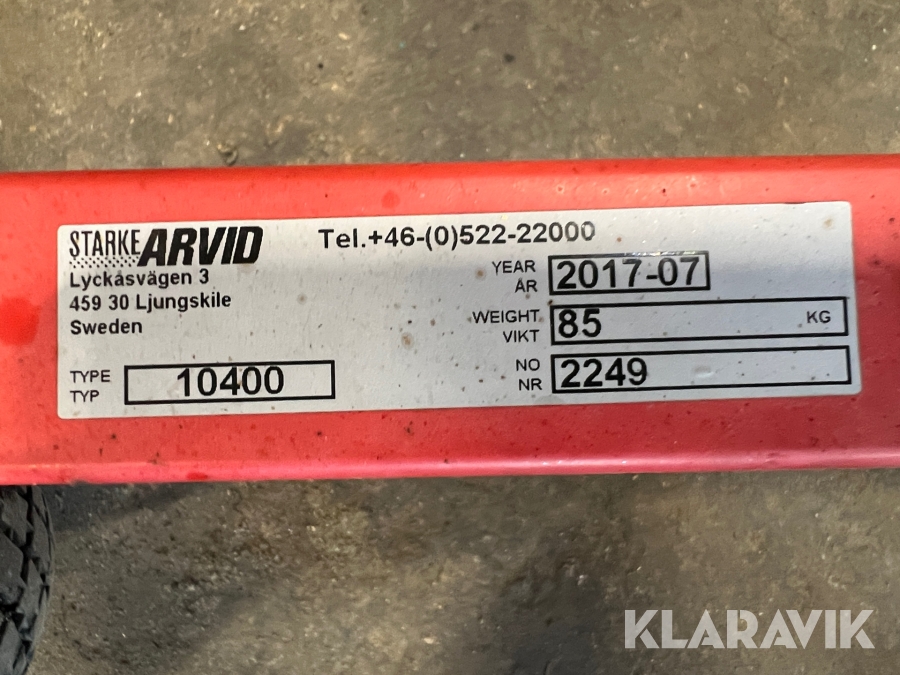 STARKE ARVID
Lyckåsvägen 3
459 30 Ljungskile
Sweden
TYPE
TYP
10400
Tel.+46-(0)522-22000
YEAR
ÅR
2017-07
WEIGHT
VIKT
85
KG
NO
NR
2249
KLARAVIK